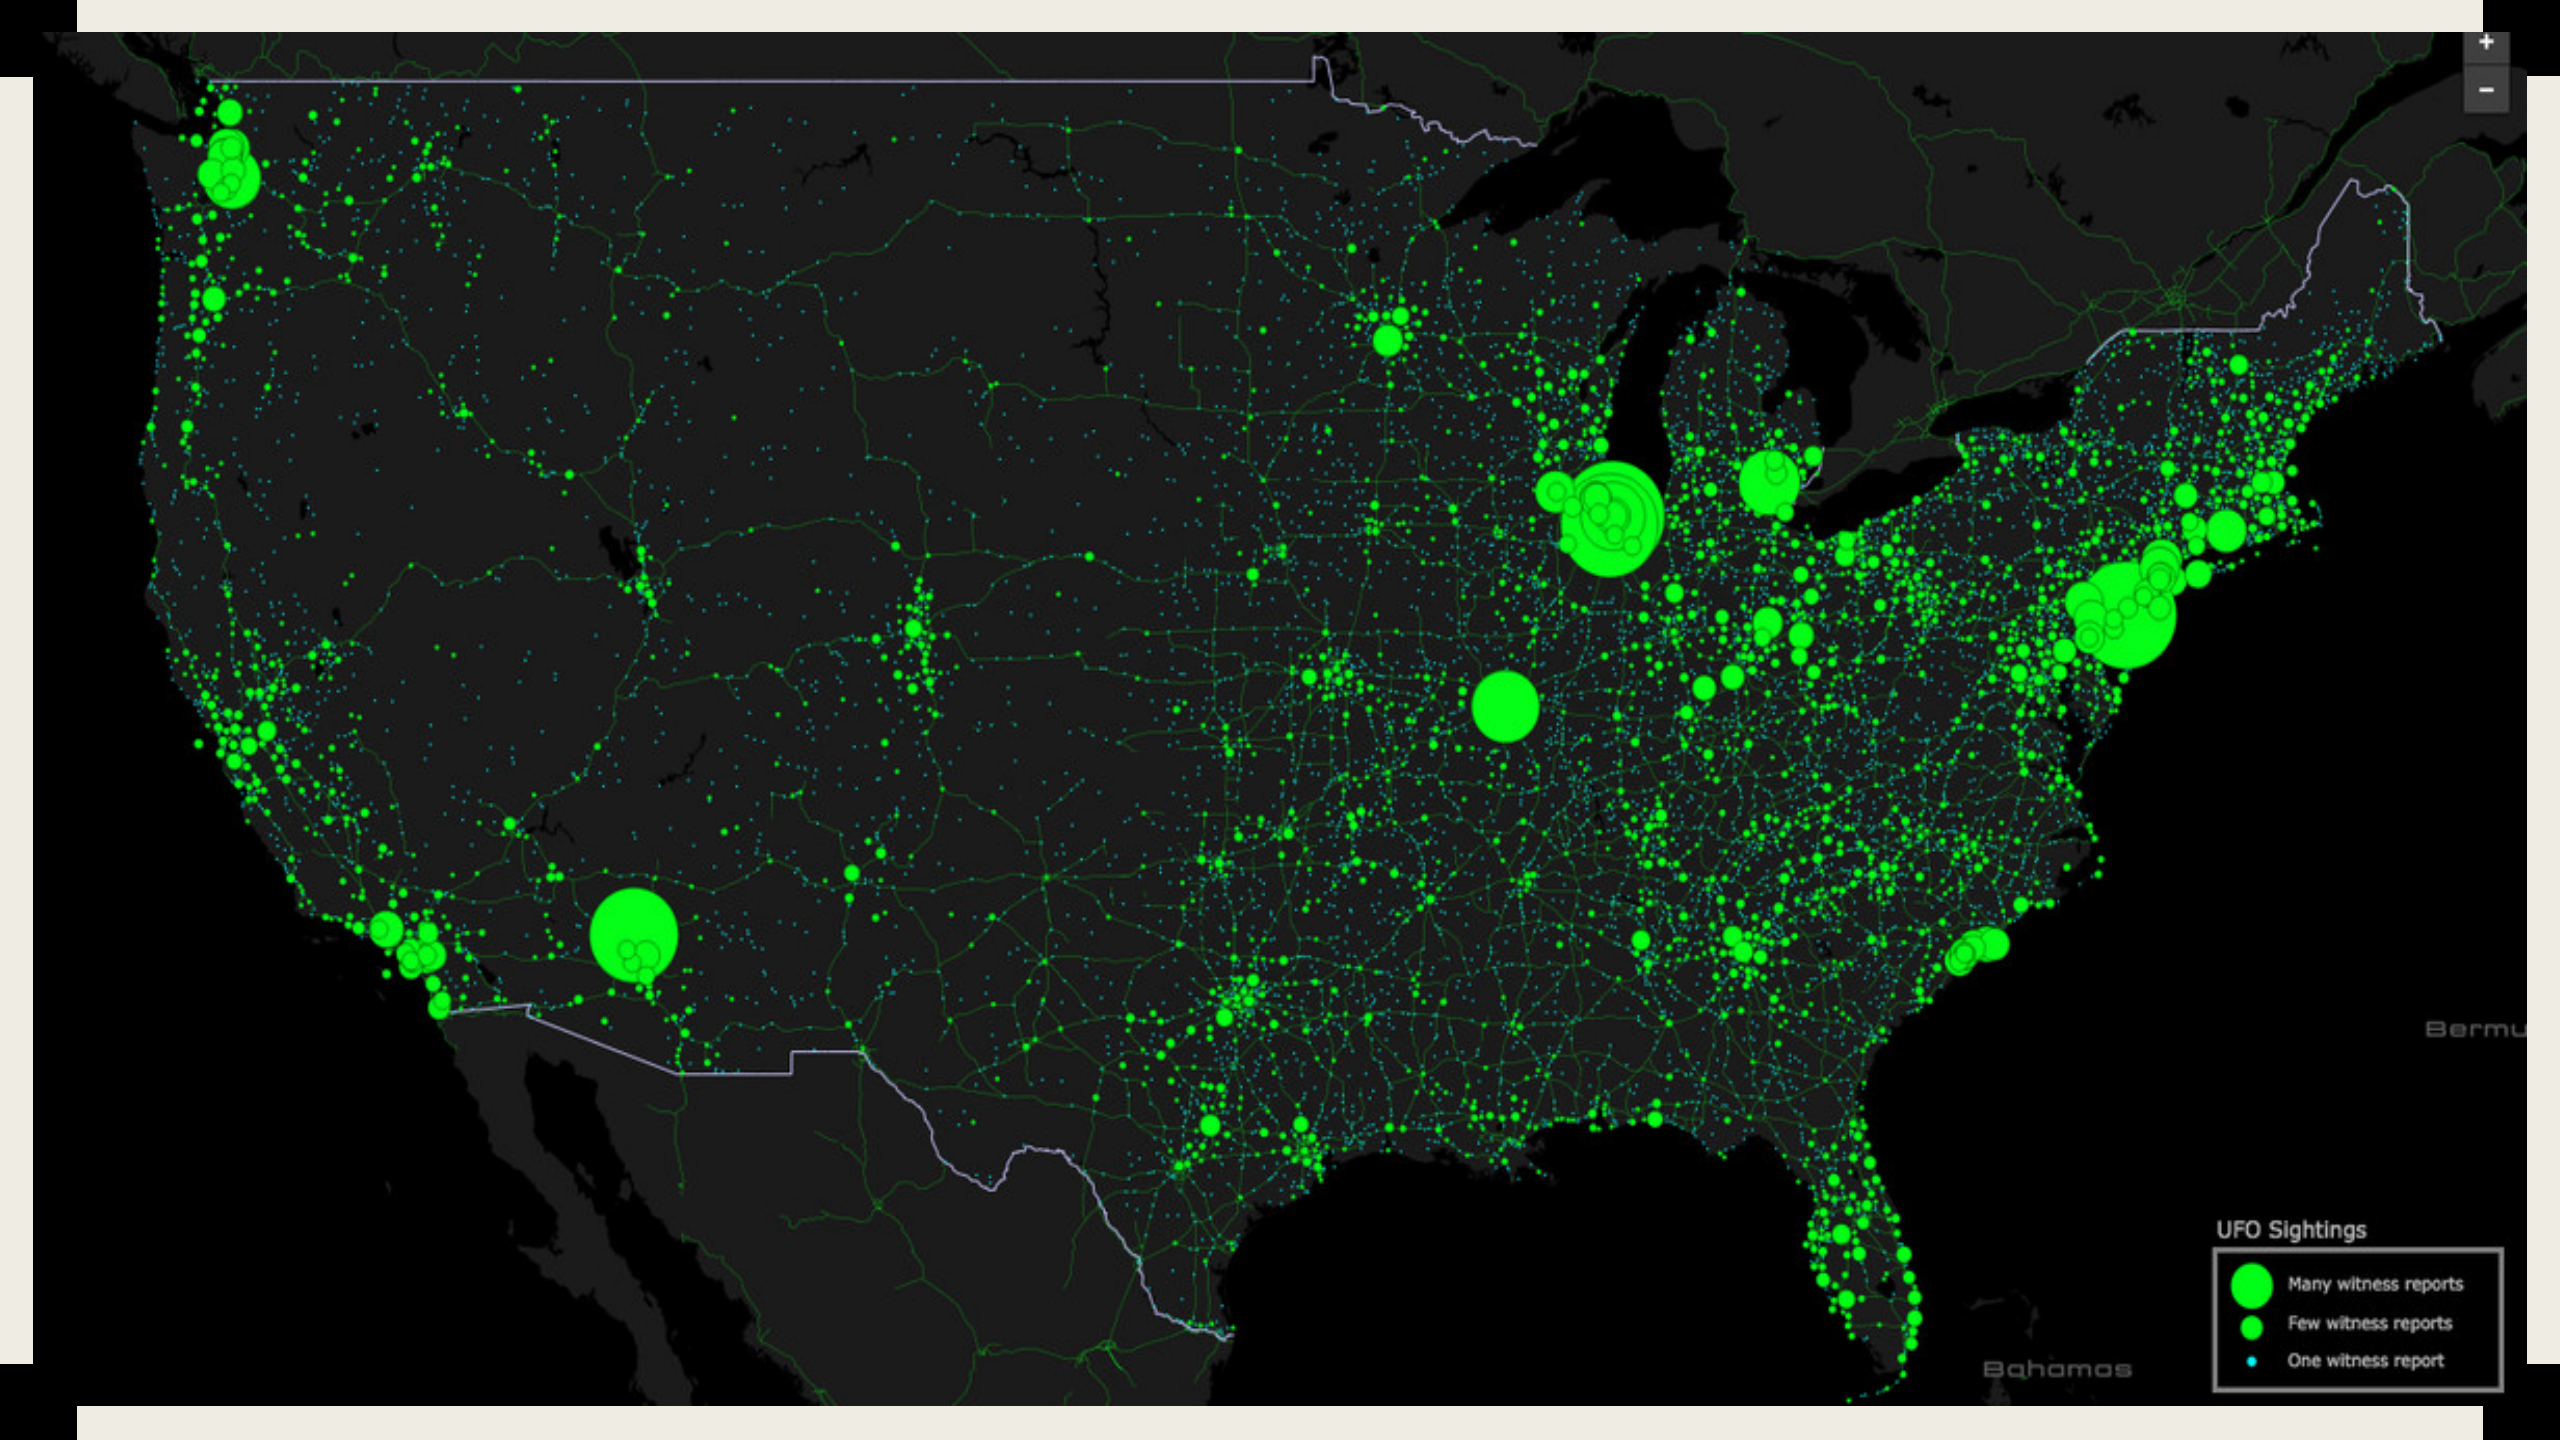 +
−
Bermu
UFO Sightings
Many witness reports
Few witness reports
One witness report
Bahamas